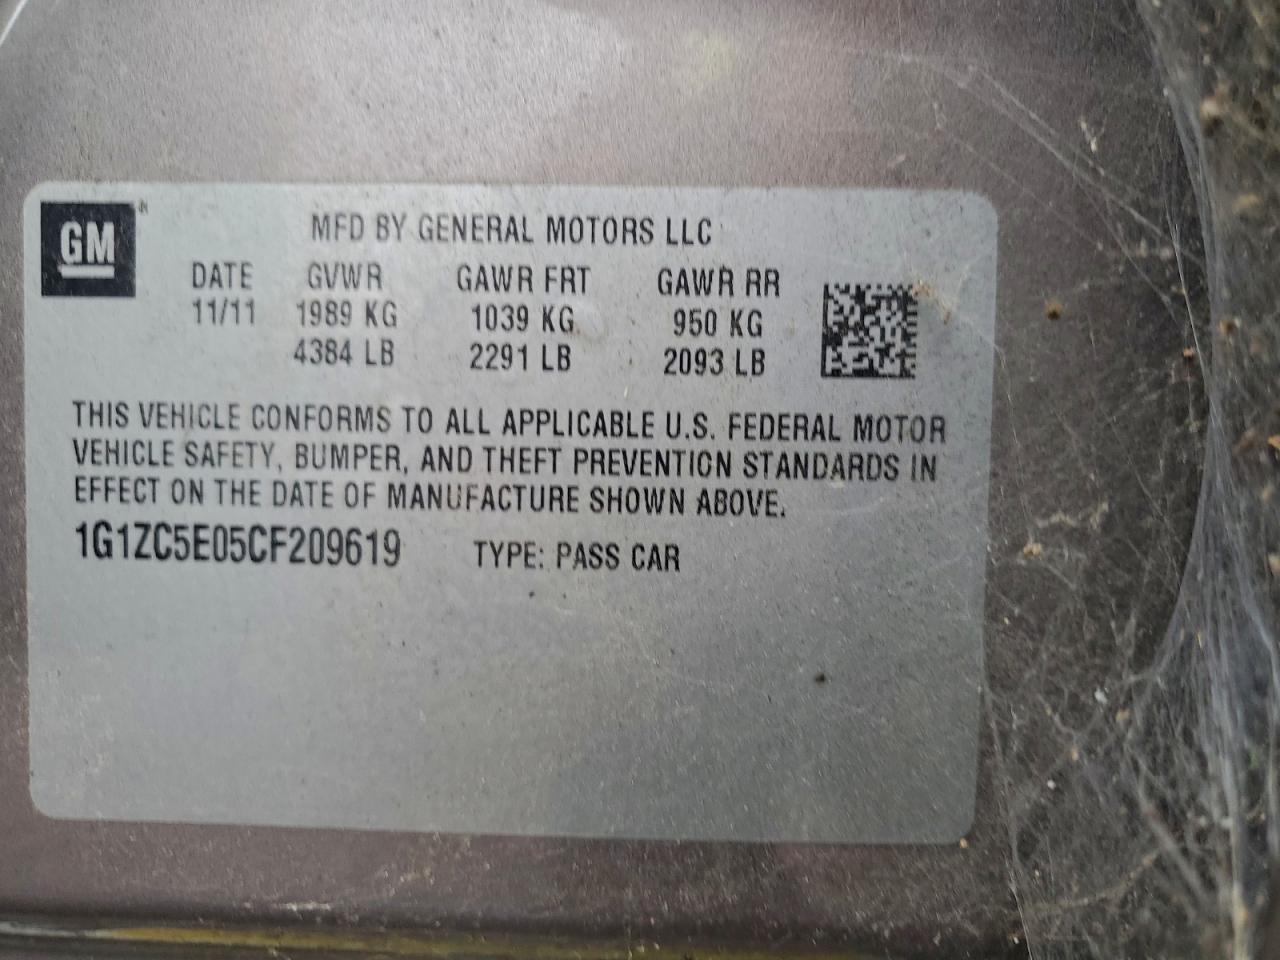 GM
MFD BY GENERAL MOTORS LLC
DATE GVWR GAWR FRT GAWR RR
11/11 1989 KG 1039 KG 950 KG
4384 LB 2291 LB 2093 LB
THIS VEHICLE CONFORMS TO ALL APPLICABLE U.S. FEDERAL MOTOR
VEHICLE SAFETY, BUMPER, AND THEFT PREVENTION STANDARDS IN
EFFECT ON THE DATE OF MANUFACTURE SHOWN ABOVE.
1G1ZC5E05CF209619 TYPE: PASS CAR